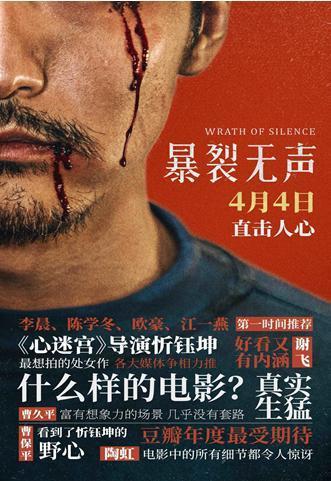 WRATH OF SILENCE
暴裂无声
4月4日
直击人心
李晨、陈学冬、欧豪、江一燕 第一时间推荐
《心迷宫》导演忻钰坤 好看又有内涵 谢飞
最想拍的处女作 各大媒体争相力推
什么样的电影？ 真实生猛
曹久平 富有想象力的场景 几乎没有套路
曹保平 看到了忻钰坤的野心 豆瓣年度最受期待
陶虹 电影中的所有细节都令人惊讶